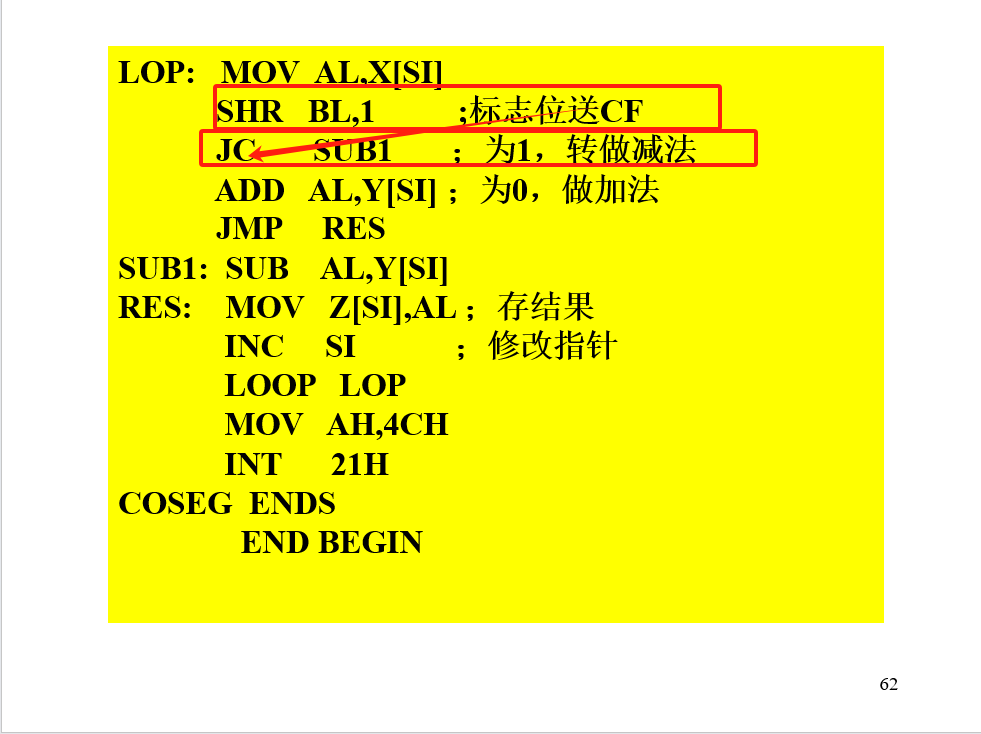 LOP: MOV AL,X[SI]
SHR BL,1 ;标志位送CF
JC SUB1 ；为1，转做减法
ADD AL,Y[SI] ；为0，做加法
JMP RES
SUB1: SUB AL,Y[SI]
RES: MOV Z[SI],AL ；存结果
INC SI ；修改指针
LOOP LOP
MOV AH,4CH
INT 21H
COSEG ENDS
END BEGIN
62